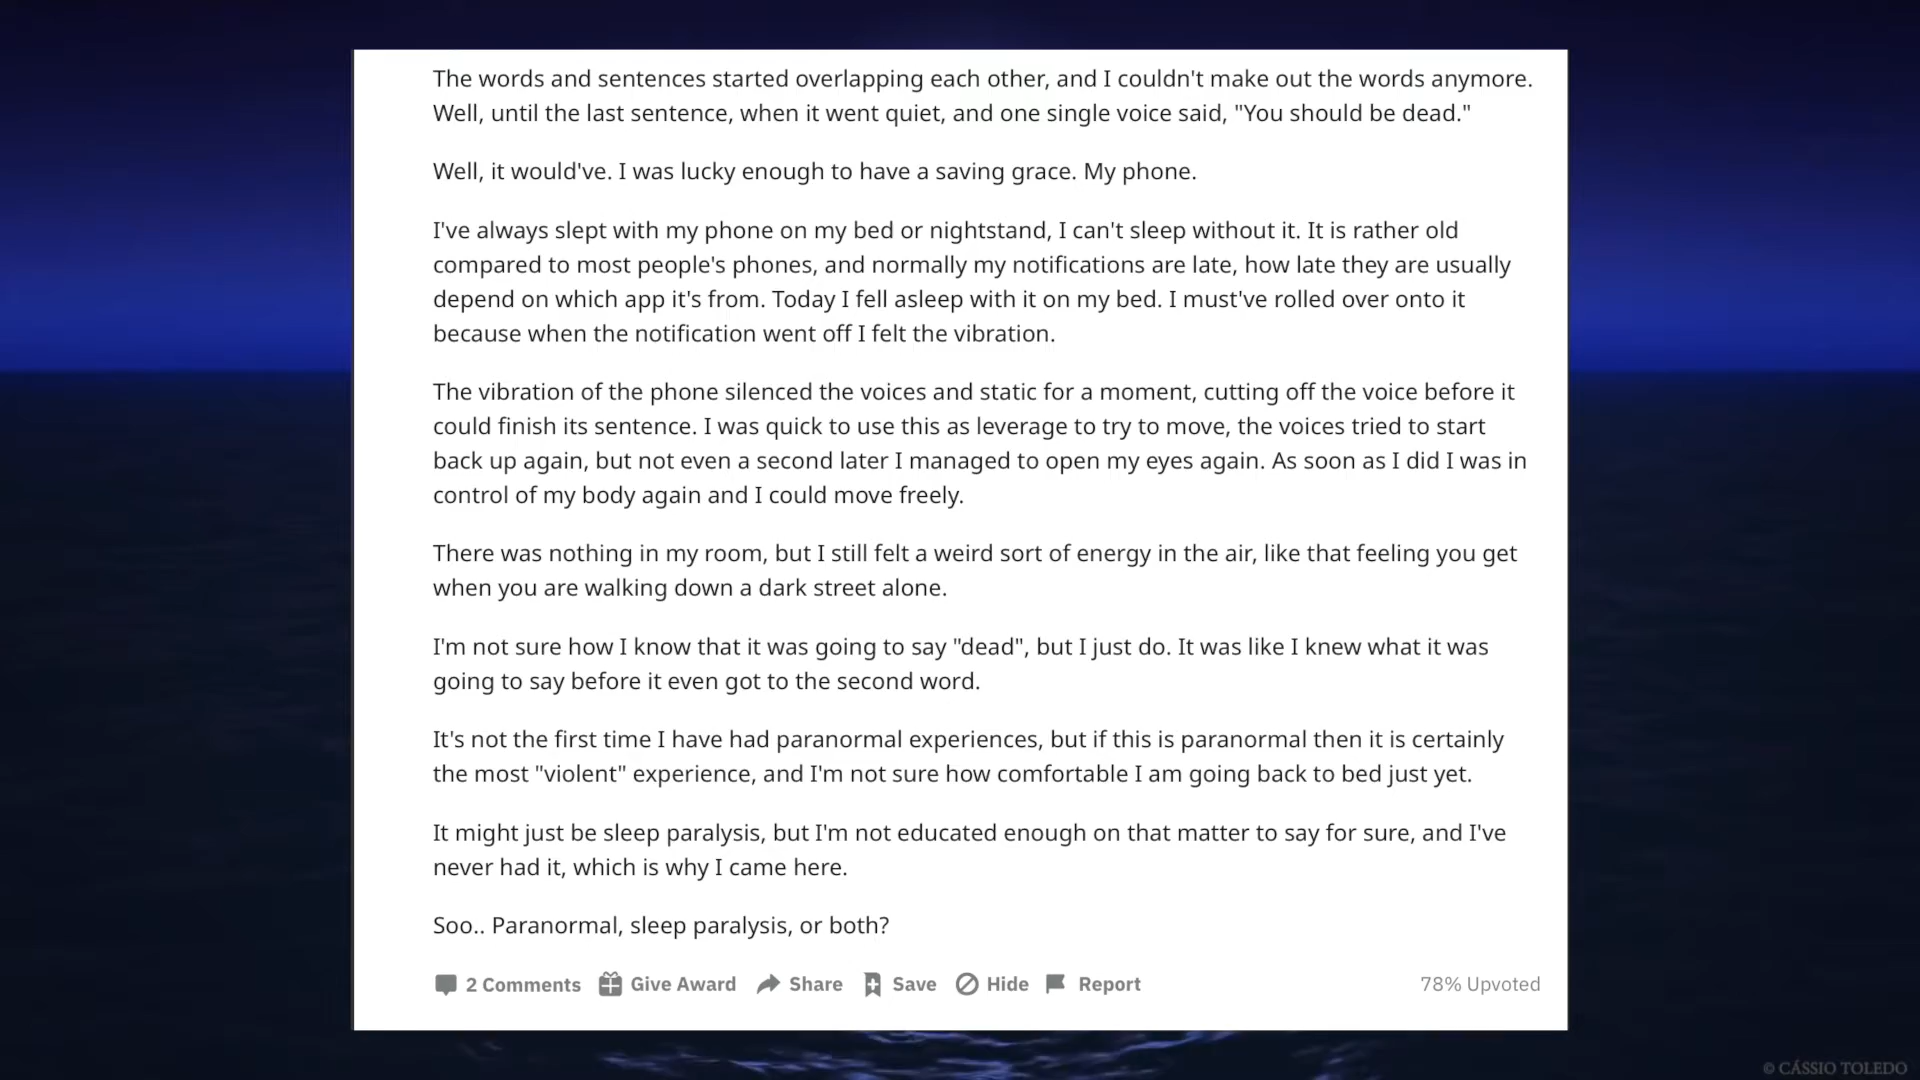 The words and sentences started overlapping each other, and I couldn't make out the words anymore.
Well, until the last sentence, when it went quiet, and one single voice said, "You should be dead."
Well, it would've. I was lucky enough to have a saving grace. My phone.
I've always slept with my phone on my bed or nightstand, I can't sleep without it. It is rather old
compared to most people's phones, and normally my notifications are late, how late they are usually
depend on which app it's from. Today I fell asleep with it on my bed. I must've rolled over onto it
because when the notification went off I felt the vibration.
The vibration of the phone silenced the voices and static for a moment, cutting off the voice before it
could finish its sentence. I was quick to use this as leverage to try to move, the voices tried to start
back up again, but not even a second later I managed to open my eyes again. As soon as I did I was in
control of my body again and I could move freely.
There was nothing in my room, but I still felt a weird sort of energy in the air, like that feeling you get
when you are walking down a dark street alone.
I'm not sure how I know that it was going to say "dead", but I just do. It was like I knew what it was
going to say before it even got to the second word.
It's not the first time I have had paranormal experiences, but if this is paranormal then it is certainly
the most "violent" experience, and I'm not sure how comfortable I am going back to bed just yet.
It might just be sleep paralysis, but I'm not educated enough on that matter to say for sure, and I've
never had it, which is why I came here.
Soo.. Paranormal, sleep paralysis, or both?
2 Comments Give Award Share Save Hide Report 78% Upvoted
© CÁSSIO TOLEDO